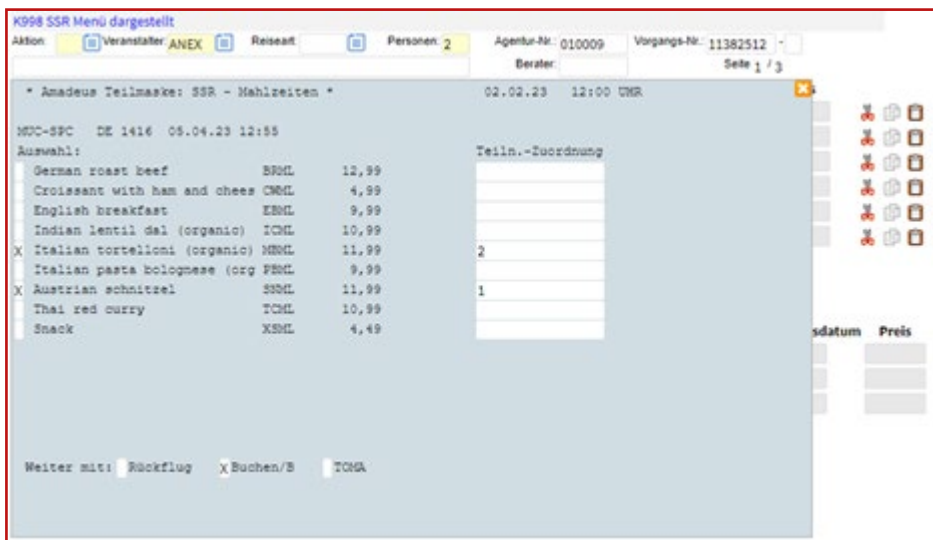 K998 SSR Menü dargestellt
Aktion: Veranstalter: ANEX Reiseart: Personen: 2 Agentur-Nr.: 010009 Vorgangs-Nr.: 11382512 -
Berater: Seite 1 / 3
* Amadeus Teilmaske: SSR - Mahlzeiten * 02.02.23 12:00 UHR
MUC-SPC DE 1416 05.04.23 12:55
Auswahl: Teiln.-Zuordnung
German roast beef BRML 12,99
Croissant with ham and chees CWML 4,99
English breakfast EBML 9,99
Indian lentil dal (organic) ICML 10,99
X Italian tortelloni (organic) MBML 11,99 2
Italian pasta bolognese (org PBML 9,99
X Austrian schnitzel SSML 11,99 1
Thai red curry TCML 10,99
Snack XSML 4,49
sdatum Preis
Weiter mit: Rückflug X Buchen/B TOMA